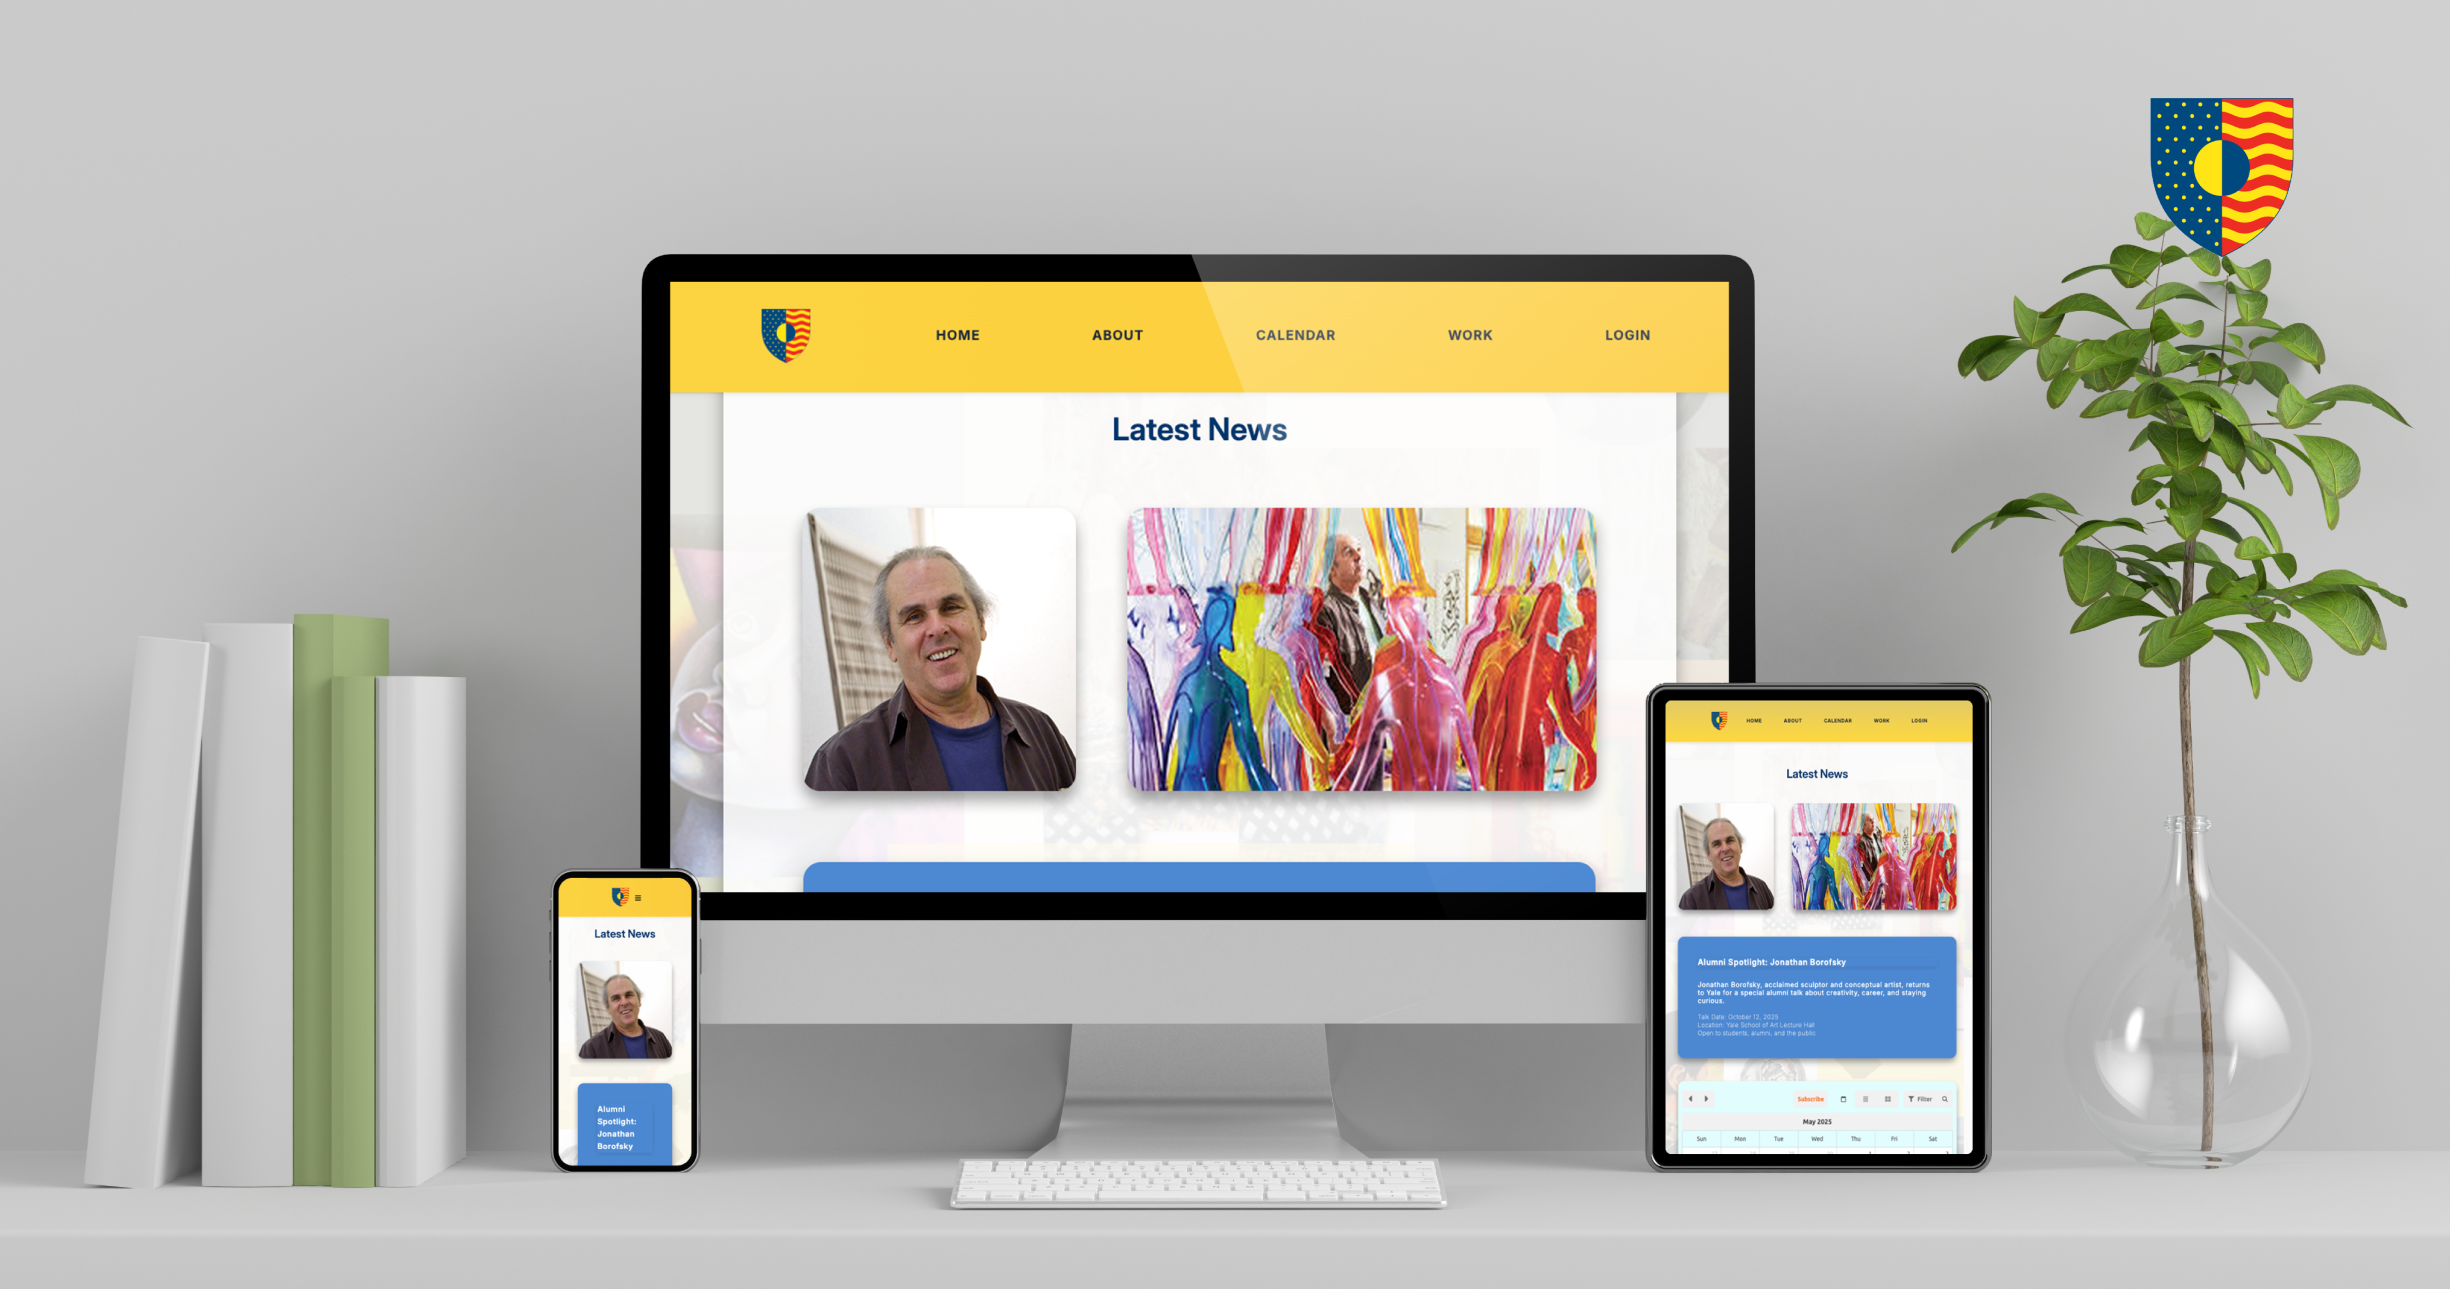 HOME ABOUT CALENDAR WORK LOGIN
Latest News
HOME ABOUT CALENDAR WORK LOGIN
Latest News
Alumni Spotlight: Jonathan Borofsky
Jonathan Borofsky, acclaimed sculptor and conceptual artist, returns
to Yale for a special alumni talk about creativity, career, and staying
curious.
Talk Date: October 12, 2025
Location: Yale School of Art Lecture Hall
Open to students, alumni, and the public
Subscribe Filter
May 2025
Sun Mon Tue Wed Thu Fri Sat
Latest News
Alumni
Spotlight:
Jonathan
Borofsky